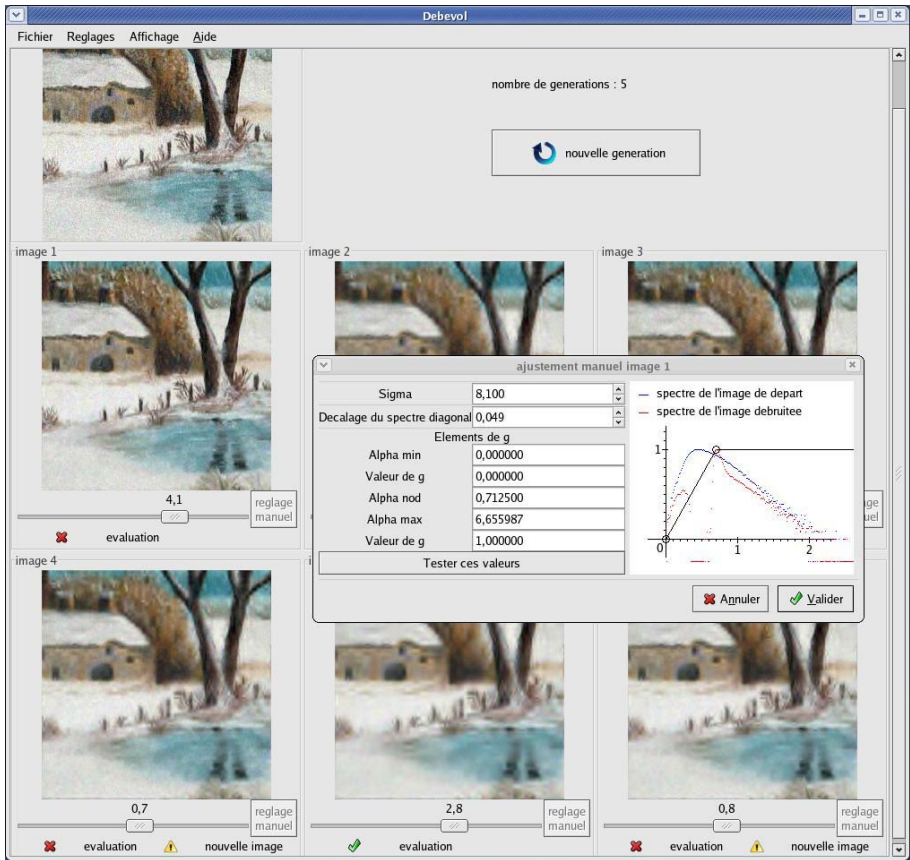 Debevol
Fichier Reglages Affichage Aide
nombre de generations : 5
nouvelle generation
image 1
image 2
image 3
4,1
reglage
manuel
evaluation
ajustement manuel image 1
Sigma 8,100
Decalage du spectre diagonal 0,049
Elements de g
Alpha min 0,000000
Valeur de g 0,000000
Alpha nod 0,712500
Alpha max 6,655987
Valeur de g 1,000000
Tester ces valeurs
spectre de l'image de depart
spectre de l'image debruitee
1
0 1 2
Annuler Valider
image 4
0,7
reglage
manuel
evaluation nouvelle image
2,8
reglage
manuel
evaluation
0,8
reglage
manuel
evaluation nouvelle image